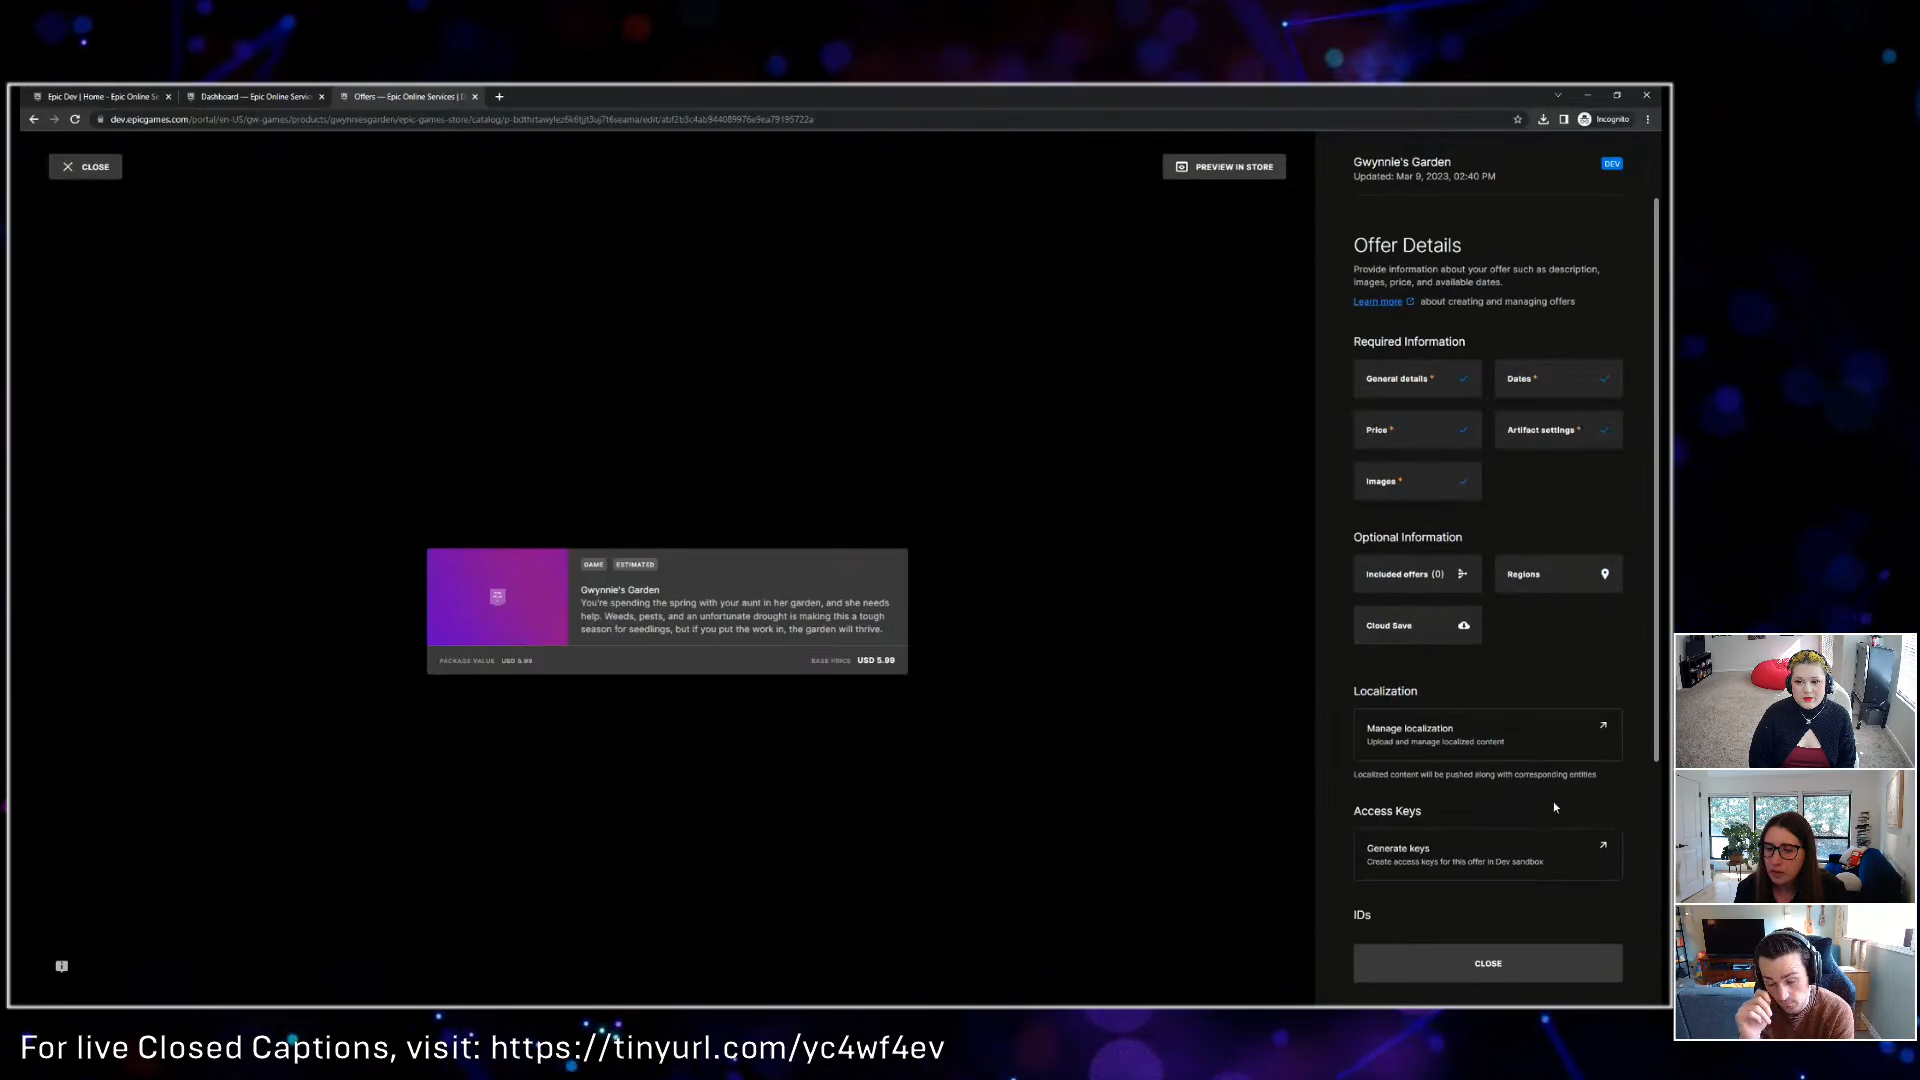 Epic Dev | Home - Epic Online Se
Dashboard — Epic Online Servic
Offers — Epic Online Services | D
Incognito
CLOSE
PREVIEW IN STORE
Gwynnie's Garden
DEV
Updated: Mar 9, 2023, 02:40 PM
Offer Details
Provide information about your offer such as description,
images, price, and available dates.
Learn more about creating and managing offers
Required Information
General details *
Dates *
Price *
Artifact settings *
Images *
Optional Information
Included offers (0)
Regions
Cloud Save
Localization
Manage localization
Upload and manage localized content
Localized content will be pushed along with corresponding entities
Access Keys
Generate keys
Create access keys for this offer in Dev sandbox
IDs
CLOSE
GAME ESTIMATED
Gwynnie's Garden
You're spending the spring with your aunt in her garden, and she needs
help. Weeds, pests, and an unfortunate drought is making this a tough
season for seedlings, but if you put the work in, the garden will thrive.
PACKAGE VALUE USD 5.99
BASE PRICE USD 5.99
For live Closed Captions, visit: https://tinyurl.com/yc4wf4ev